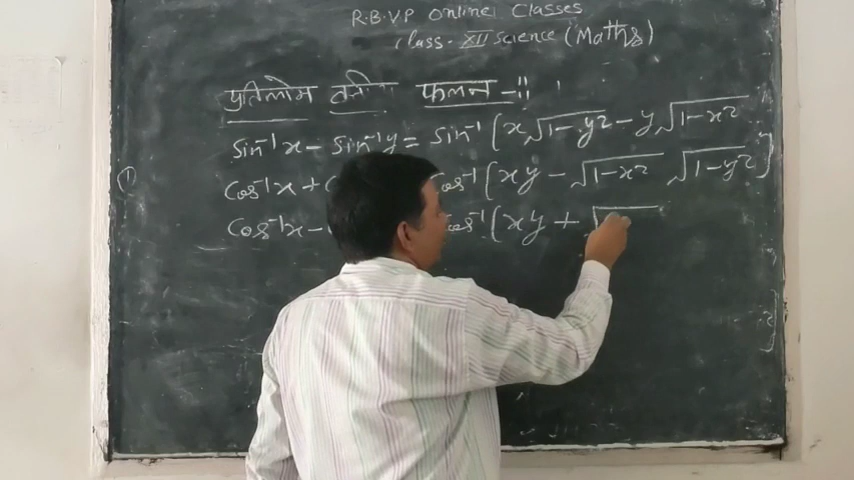 R.B.V.P Online Classes
Class- XII Science (Maths)
प्रतिलोम फलन -!!
Sin⁻¹x - Sin⁻¹y = Sin⁻¹ [x√1-y² - y√1-x²
① Cos⁻¹x + Cos⁻¹ [xy - √1-x² √1-y²]
Cos⁻¹x - Cos⁻¹ [xy + √